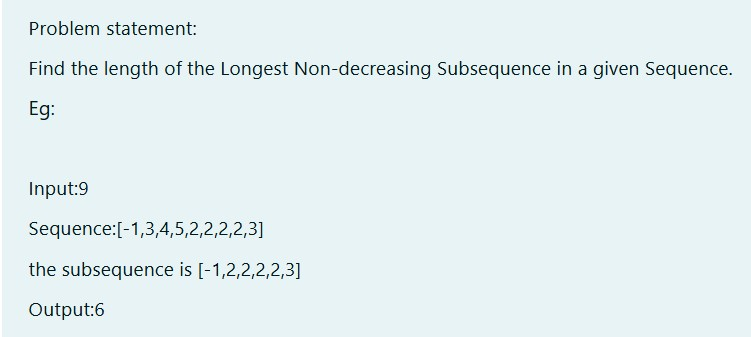 Problem statement:
Find the length of the Longest Non-decreasing Subsequence in a given Sequence.
Eg:
Input:9
Sequence:[-1,3,4,5,2,2,2,2,3]
the subsequence is [-1,2,2,2,2,3]
Output:6